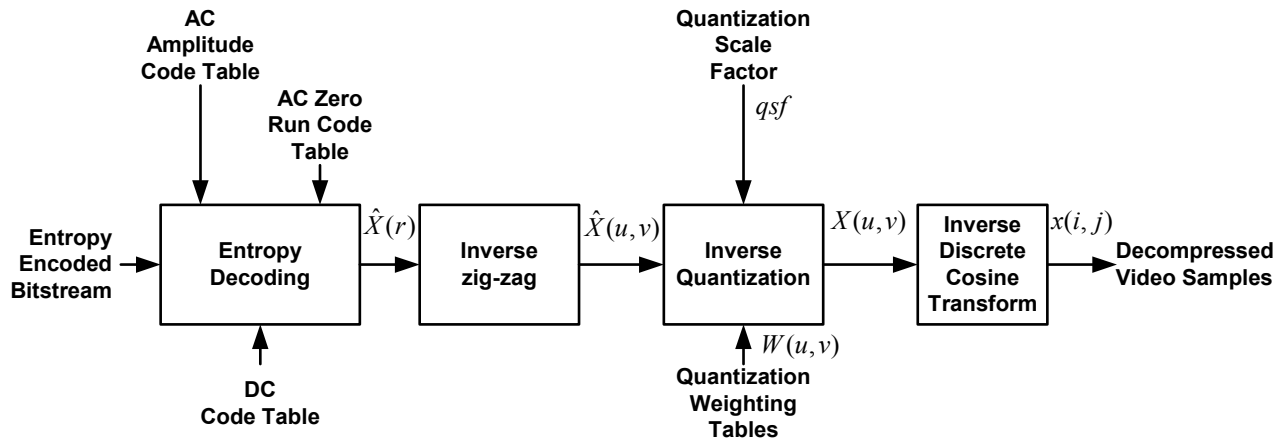 AC
Amplitude
Code Table
AC Zero
Run Code
Table
Quantization
Scale
Factor
qsf
Entropy
Encoded
Bitstream
Entropy
Decoding
X̂(r)
Inverse
zig-zag
X̂(u,v)
Inverse
Quantization
X(u,v)
Inverse
Discrete
Cosine
Transform
x(i, j)
Decompressed
Video Samples
DC
Code Table
W(u,v)
Quantization
Weighting
Tables